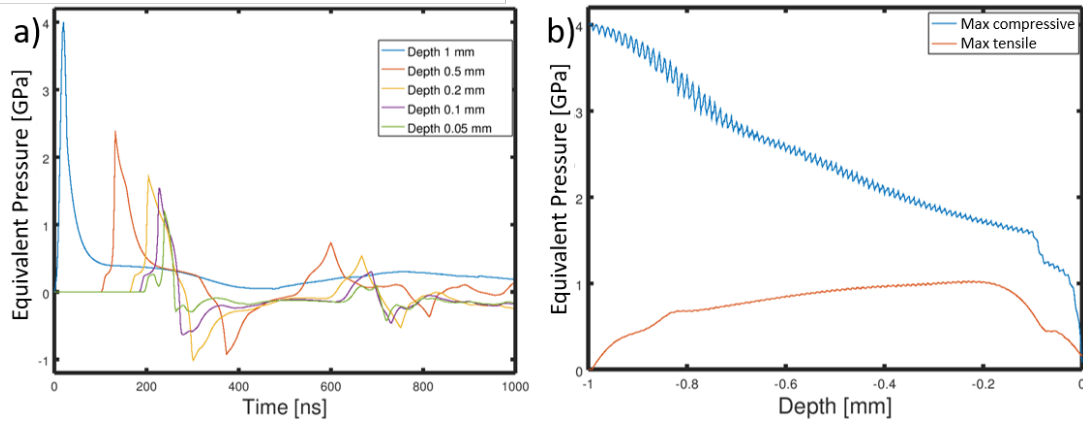 a)
Equivalent Pressure [GPa]
4
3
2
1
0
-1
0
200
400
600
800
1000
Time [ns]
Depth 1 mm
Depth 0.5 mm
Depth 0.2 mm
Depth 0.1 mm
Depth 0.05 mm
b)
Equivalent Pressure [GPa]
4
3
2
1
0
-1
-0.8
-0.6
-0.4
-0.2
0
Depth [mm]
Max compressive
Max tensile